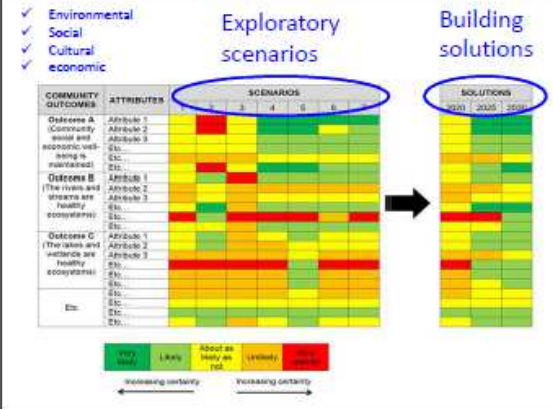 ✓ Environmental
✓ Social
✓ Cultural
✓ economic
Exploratory
scenarios
Building
solutions
COMMUNITY OUTCOMES ATTRIBUTES SCENARIOS SOLUTIONS
1 2 3 4 5 6 7 2020 2025 2030
Outcome A
(Community
social and
economic well-
being is
maintained)
Attribute 1
Attribute 2
Attribute 3
Etc...
Etc...
Etc...
Outcome B
(The rivers and
streams are
healthy
ecosystems)
Attribute 1
Attribute 2
Attribute 3
Etc...
Etc...
Etc...
Outcome C
(The lakes and
wetlands are
healthy
ecosystems)
Attribute 1
Attribute 2
Attribute 3
Etc...
Etc...
Etc...
Etc.
Etc...
Etc...
Etc...
Very likely
Likely
About as
likely as
not
Unlikely
Very
Increasing certainty
Increasing certainty